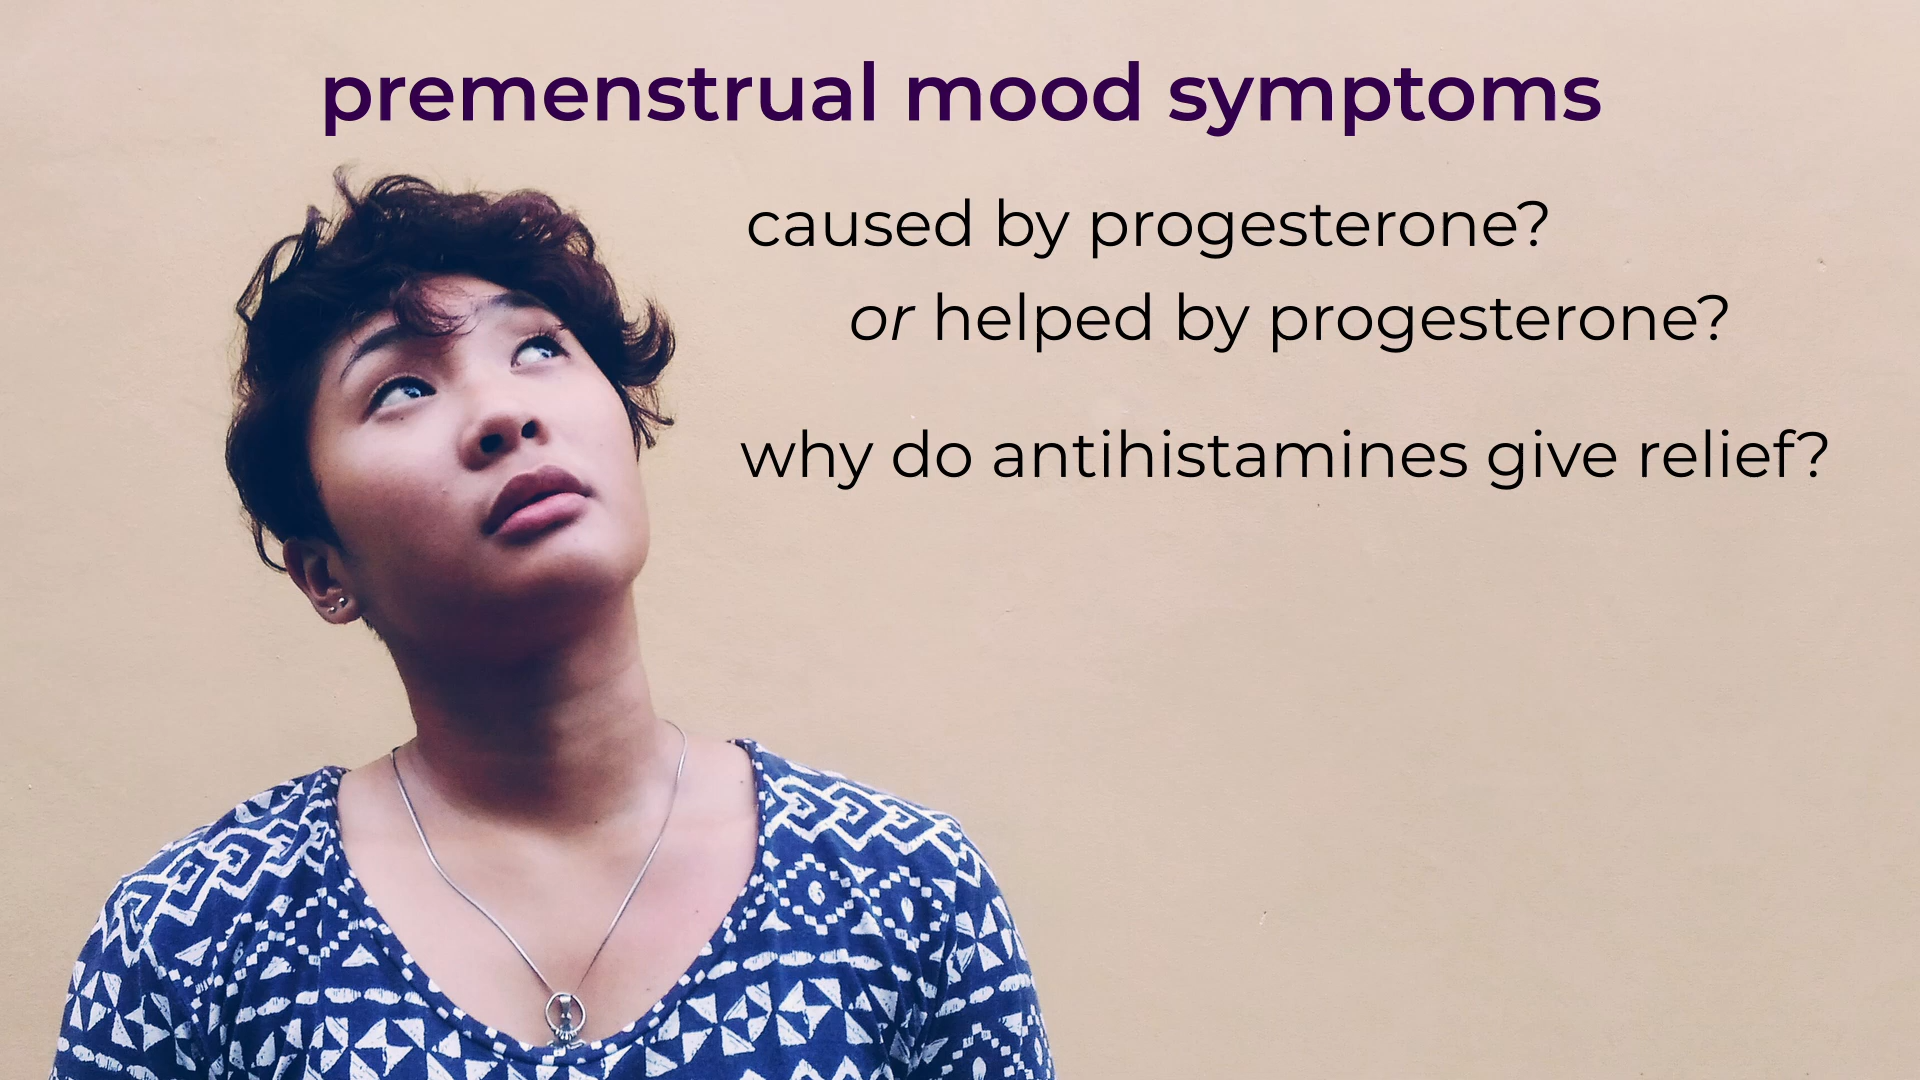 premenstrual mood symptoms
caused by progesterone?
or helped by progesterone?
why do antihistamines give relief?